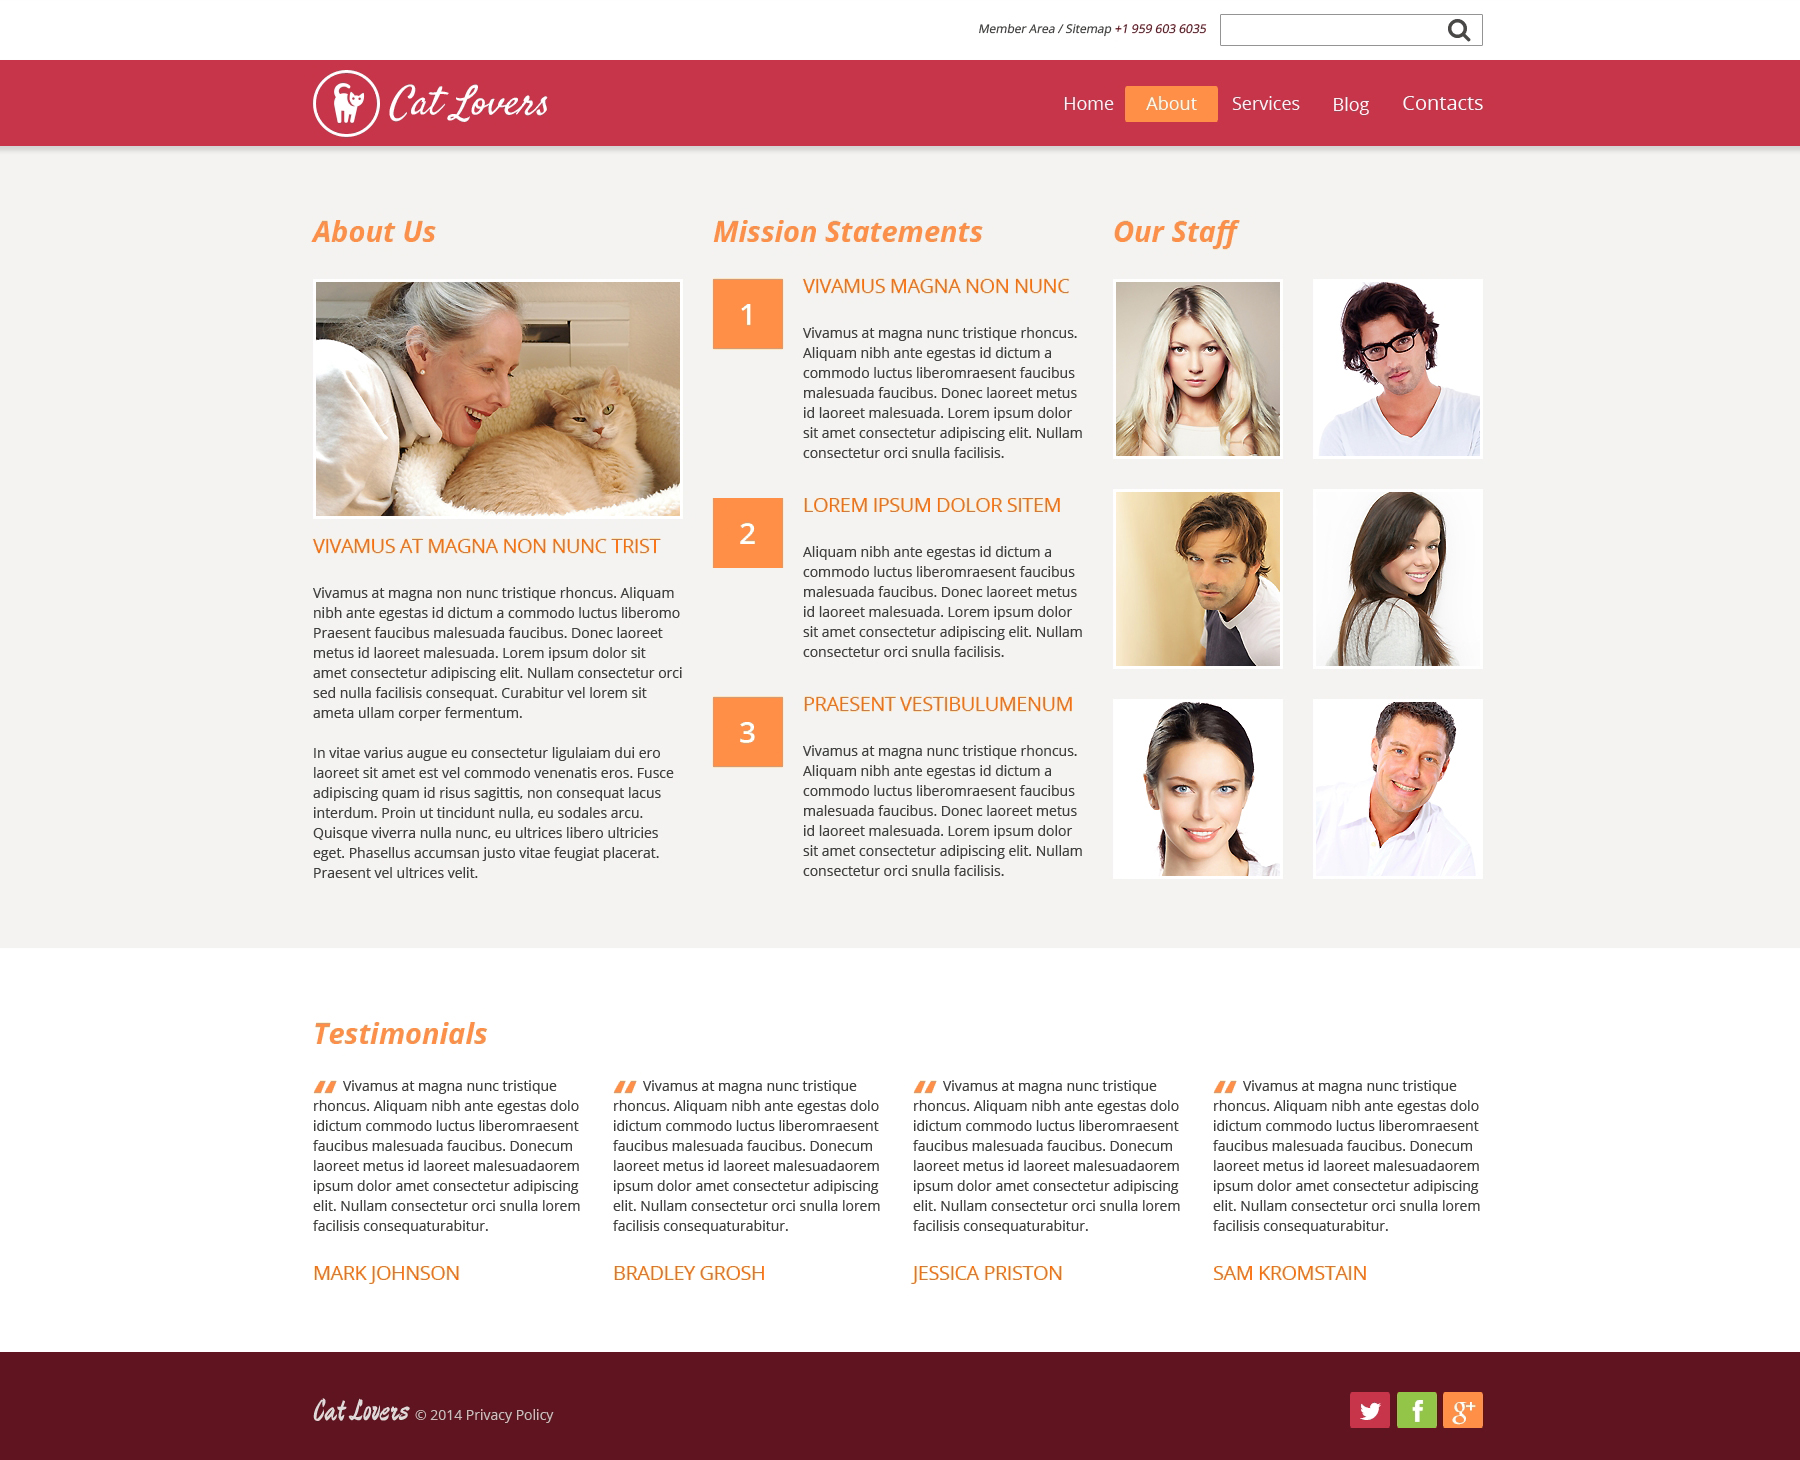 Member Area / Sitemap +1 959 603 6035
Cat Lovers
Home About Services Blog Contacts
About Us
VIVAMUS AT MAGNA NON NUNC TRIST
Vivamus at magna non nunc tristique rhoncus. Aliquam
nibh ante egestas id dictum a commodo luctus liberomo
Praesent faucibus malesuada faucibus. Donec laoreet
metus id laoreet malesuada. Lorem ipsum dolor sit
amet consectetur adipiscing elit. Nullam consectetur orci
sed nulla facilisis consequat. Curabitur vel lorem sit
ameta ullam corper fermentum.
In vitae varius augue eu consectetur ligulaiam dui ero
laoreet sit amet est vel commodo venenatis eros. Fusce
adipiscing quam id risus sagittis, non consequat lacus
interdum. Proin ut tincidunt nulla, eu sodales arcu.
Quisque viverra nulla nunc, eu ultrices libero ultricies
eget. Phasellus accumsan justo vitae feugiat placerat.
Praesent vel ultrices velit.
Mission Statements
1
VIVAMUS MAGNA NON NUNC
Vivamus at magna nunc tristique rhoncus.
Aliquam nibh ante egestas id dictum a
commodo luctus liberomraesent faucibus
malesuada faucibus. Donec laoreet metus
id laoreet malesuada. Lorem ipsum dolor
sit amet consectetur adipiscing elit. Nullam
consectetur orci snulla facilisis.
2
LOREM IPSUM DOLOR SITEM
Aliquam nibh ante egestas id dictum a
commodo luctus liberomraesent faucibus
malesuada faucibus. Donec laoreet metus
id laoreet malesuada. Lorem ipsum dolor
sit amet consectetur adipiscing elit. Nullam
consectetur orci snulla facilisis.
3
PRAESENT VESTIBULUMENUM
Vivamus at magna nunc tristique rhoncus.
Aliquam nibh ante egestas id dictum a
commodo luctus liberomraesent faucibus
malesuada faucibus. Donec laoreet metus
id laoreet malesuada. Lorem ipsum dolor
sit amet consectetur adipiscing elit. Nullam
consectetur orci snulla facilisis.
Our Staff
Testimonials
" Vivamus at magna nunc tristique
rhoncus. Aliquam nibh ante egestas dolo
idictum commodo luctus liberomraesent
faucibus malesuada faucibus. Donecum
laoreet metus id laoreet malesuadaorem
ipsum dolor amet consectetur adipiscing
elit. Nullam consectetur orci snulla lorem
facilisis consequaturabitur.
MARK JOHNSON
" Vivamus at magna nunc tristique
rhoncus. Aliquam nibh ante egestas dolo
idictum commodo luctus liberomraesent
faucibus malesuada faucibus. Donecum
laoreet metus id laoreet malesuadaorem
ipsum dolor amet consectetur adipiscing
elit. Nullam consectetur orci snulla lorem
facilisis consequaturabitur.
BRADLEY GROSH
" Vivamus at magna nunc tristique
rhoncus. Aliquam nibh ante egestas dolo
idictum commodo luctus liberomraesent
faucibus malesuada faucibus. Donecum
laoreet metus id laoreet malesuadaorem
ipsum dolor amet consectetur adipiscing
elit. Nullam consectetur orci snulla lorem
facilisis consequaturabitur.
JESSICA PRISTON
" Vivamus at magna nunc tristique
rhoncus. Aliquam nibh ante egestas dolo
idictum commodo luctus liberomraesent
faucibus malesuada faucibus. Donecum
laoreet metus id laoreet malesuadaorem
ipsum dolor amet consectetur adipiscing
elit. Nullam consectetur orci snulla lorem
facilisis consequaturabitur.
SAM KROMSTAIN
Cat Lovers © 2014 Privacy Policy
f g+